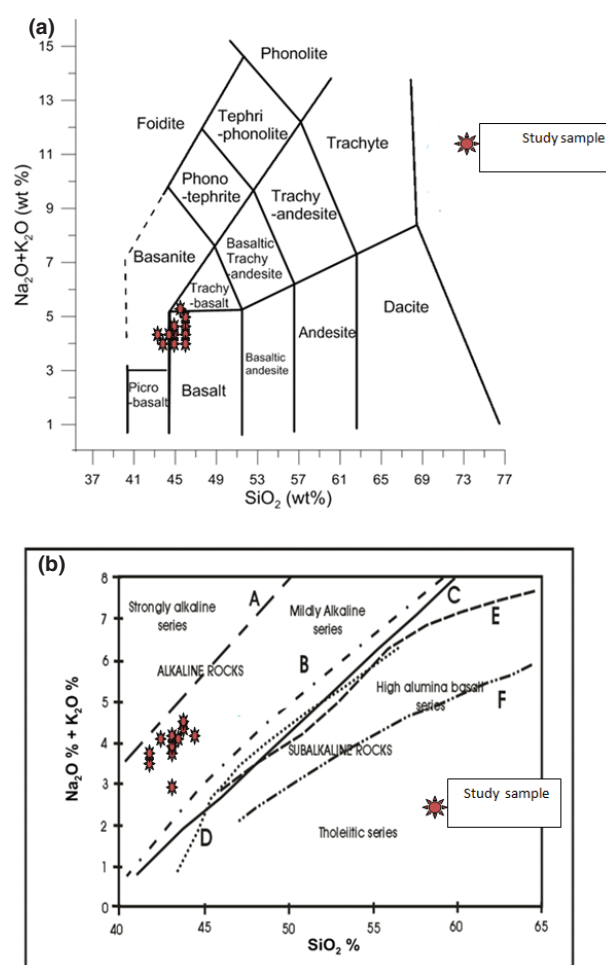 (a)
15
13
11
9
7
5
3
1
Na2O+K2O (wt %)
Phonolite
Foidite
Tephri
-phonolite
Trachyte
Study sample
Phono
-tephrite
Trachy
-andesite
Basanite
Basaltic
Trachy
-andesite
Trachy
-basalt
Dacite
Andesite
Picro
-basalt
Basalt
Basaltic
andesite
37 41 45 49 53 57 61 65 69 73 77
SiO2 (wt%)
(b)
8
7
6
5
4
3
2
1
0
Na2O % + K2O %
Strongly alkaline
series
A
Mildly Alkaline
series
C
E
ALKALINE ROCKS
B
High alumina basalt
series
F
SUBALKALINE ROCKS
Study sample
D
Tholeiitic series
40 45 50 55 60 65
SiO2 %